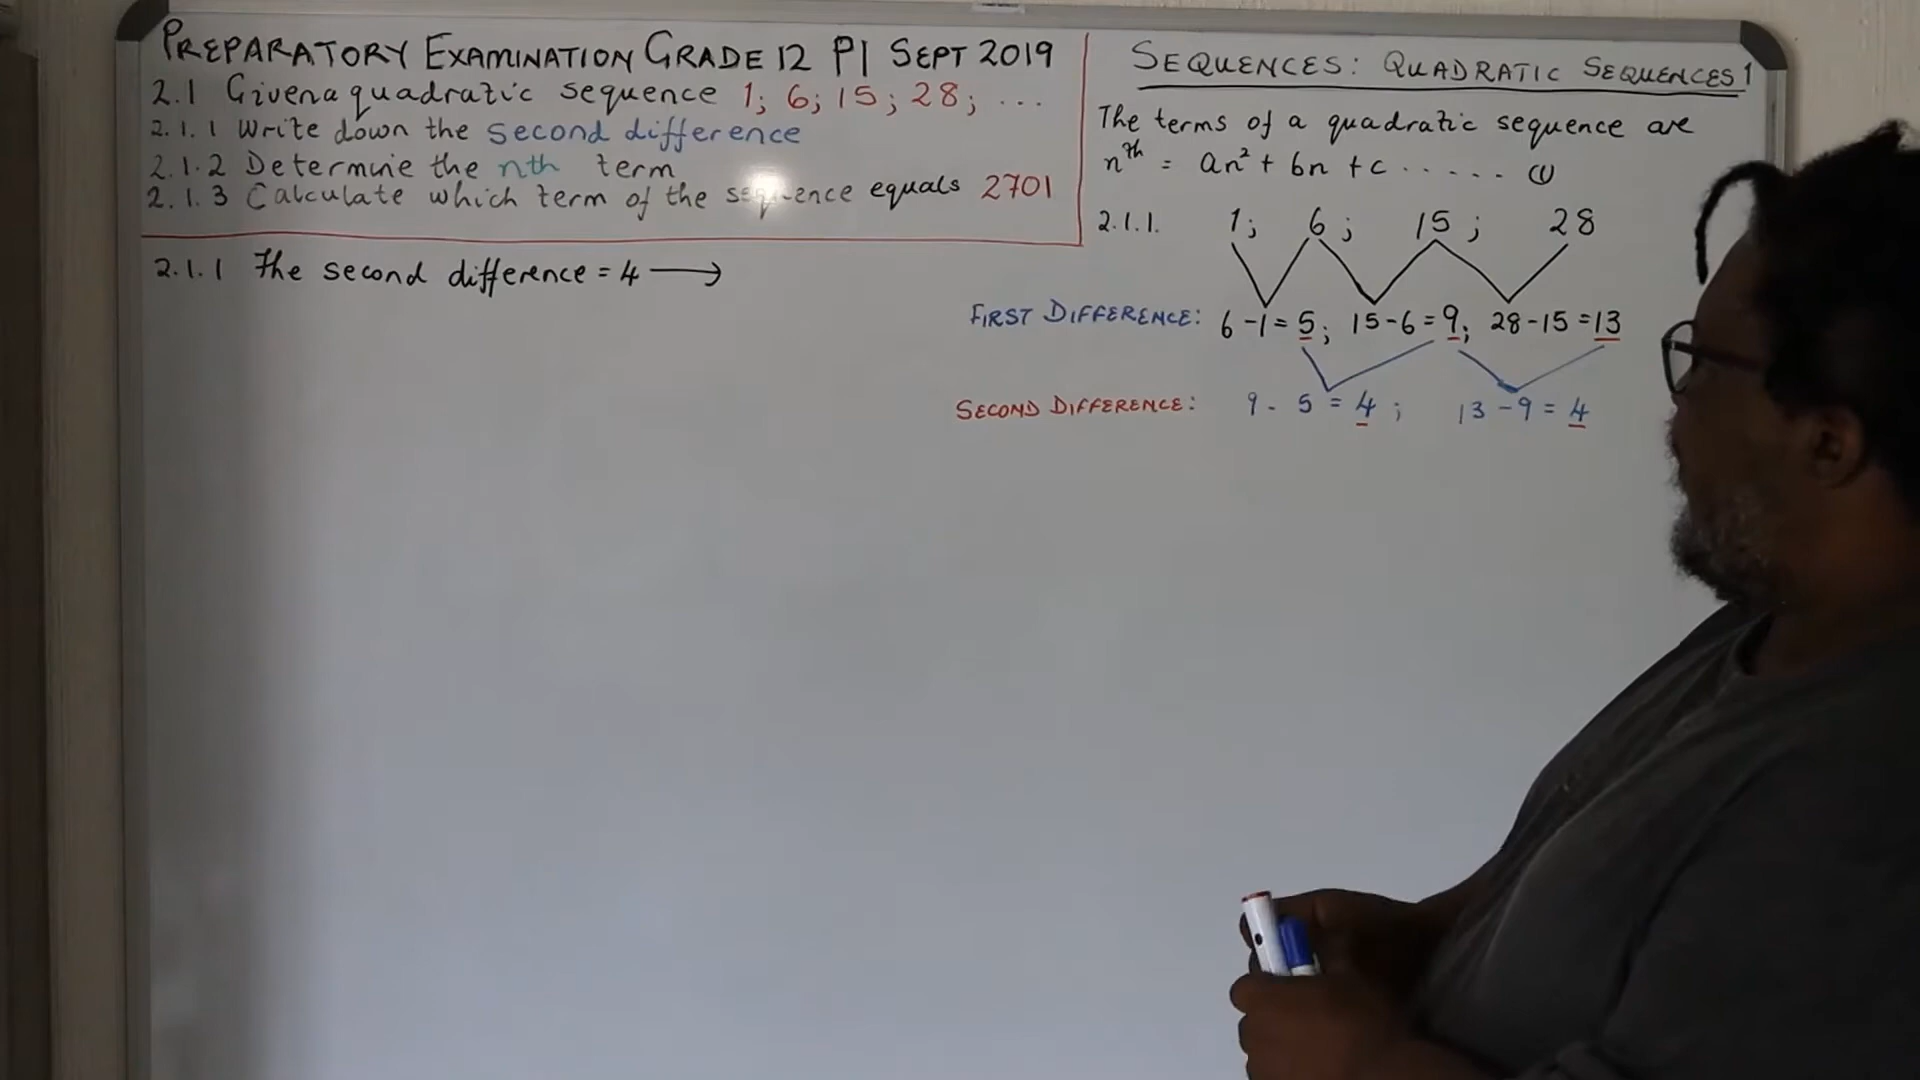 PREPARATORY EXAMINATION GRADE 12 P1 SEPT 2019
2.1 Given a quadratic sequence 1; 6; 15; 28; ...
2.1.1 Write down the second difference
2.1.2 Determine the nth term
2.1.3 Calculate which term of the sequence equals 2701
2.1.1 The second difference = 4 ⟶
SEQUENCES: QUADRATIC SEQUENCES 1
The terms of a quadratic sequence are
nᵗʰ = an² + bn + c ..... (1)
2.1.1. 1; 6; 15; 28
FIRST DIFFERENCE: 6-1=5; 15-6=9; 28-15=13
SECOND DIFFERENCE: 9-5=4; 13-9=4